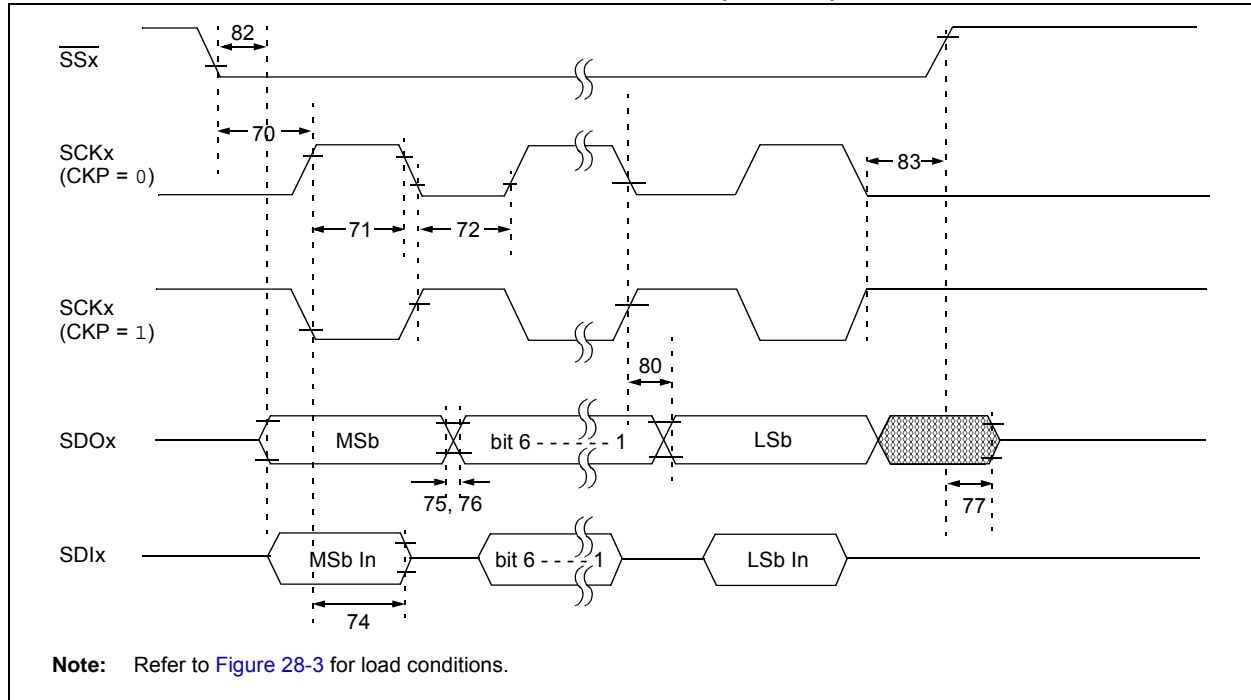 82
SSx
70
SCKx
(CKP = 0)
83
71
72
SCKx
(CKP = 1)
80
SDOx
MSb
bit 6 - - - - - - 1
LSb
75, 76
77
SDIx
MSb In
bit 6 - - - - 1
LSb In
74
Note: Refer to Figure 28-3 for load conditions.